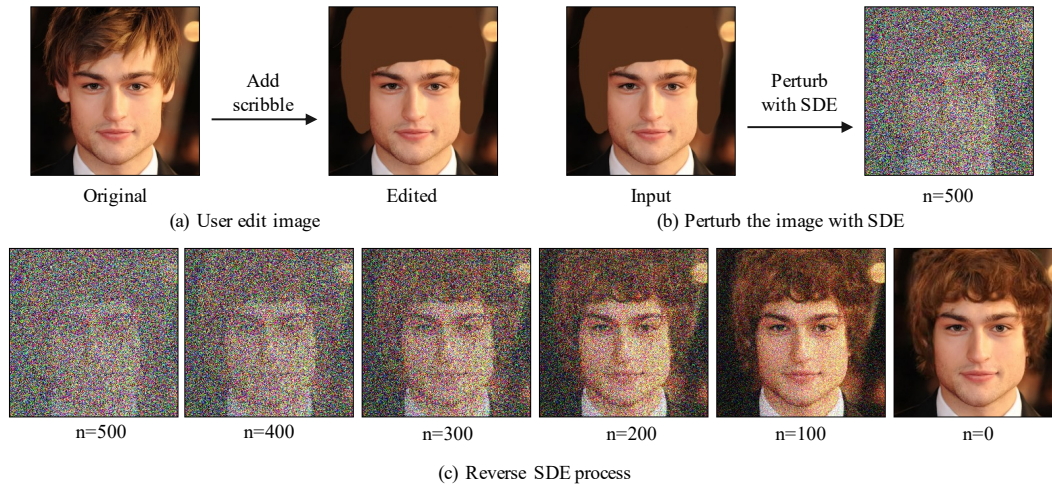 Add
scribble
Perturb
with SDE
Original
Edited
Input
n=500
(a) User edit image
(b) Perturb the image with SDE
n=500
n=400
n=300
n=200
n=100
n=0
(c) Reverse SDE process